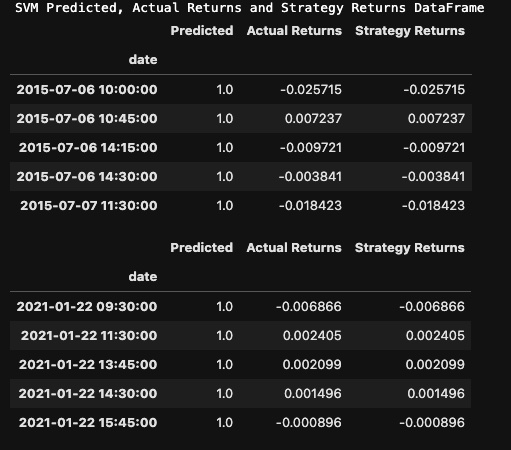 SVM Predicted, Actual Returns and Strategy Returns DataFrame
Predicted Actual Returns Strategy Returns
date
2015-07-06 10:00:00 1.0 -0.025715 -0.025715
2015-07-06 10:45:00 1.0 0.007237 0.007237
2015-07-06 14:15:00 1.0 -0.009721 -0.009721
2015-07-06 14:30:00 1.0 -0.003841 -0.003841
2015-07-07 11:30:00 1.0 -0.018423 -0.018423
Predicted Actual Returns Strategy Returns
date
2021-01-22 09:30:00 1.0 -0.006866 -0.006866
2021-01-22 11:30:00 1.0 0.002405 0.002405
2021-01-22 13:45:00 1.0 0.002099 0.002099
2021-01-22 14:30:00 1.0 0.001496 0.001496
2021-01-22 15:45:00 1.0 -0.000896 -0.000896